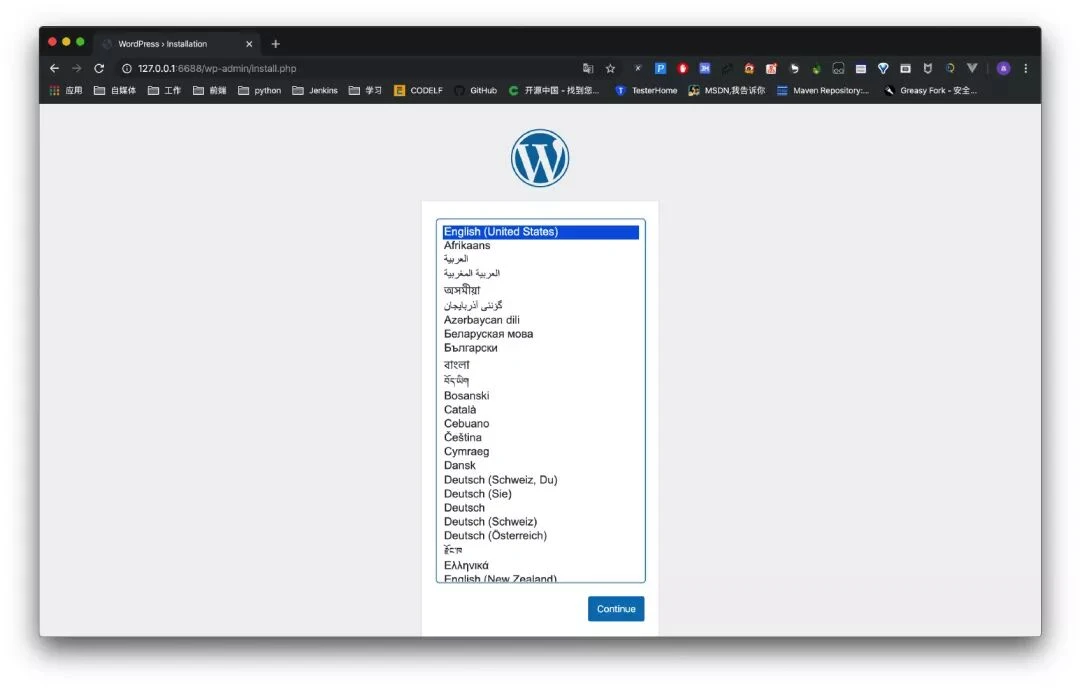 WordPress › Installation
127.0.0.1:6688/wp-admin/install.php
应用 自媒体 工作 前端 python Jenkins 学习 CODELF GitHub 开源中国 - 找到您... TesterHome MSDN,我告诉你 Maven Repository:... Greasy Fork - 安全...
English (United States)
Afrikaans
العربية
العربية المغربية
অসমীয়া
گؤنئی آذربایجان
Azərbaycan dili
Беларуская мова
Български
বাংলা
བོད་ཡིག
Bosanski
Català
Cebuano
Čeština
Cymraeg
Dansk
Deutsch (Schweiz, Du)
Deutsch (Sie)
Deutsch
Deutsch (Schweiz)
Deutsch (Österreich)
རྫོང་ཁ
Ελληνικά
English (New Zealand)
Continue